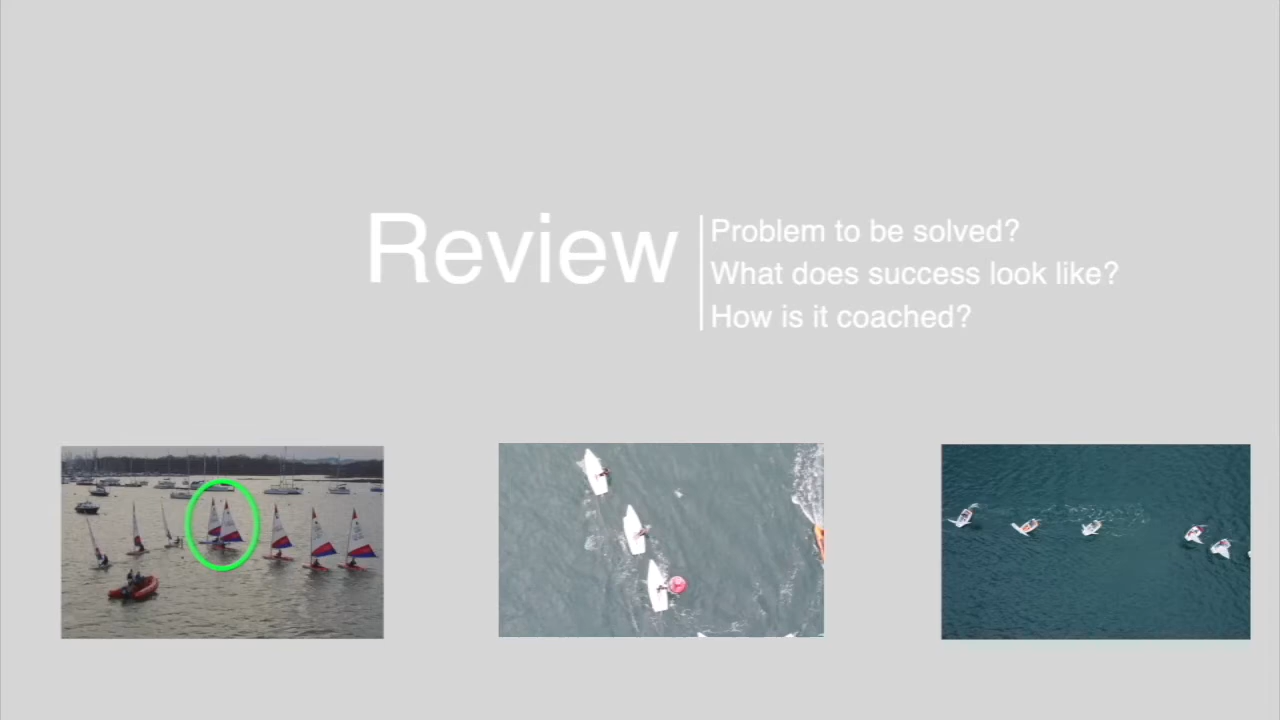 Review
Problem to be solved?
What does success look like?
How is it coached?